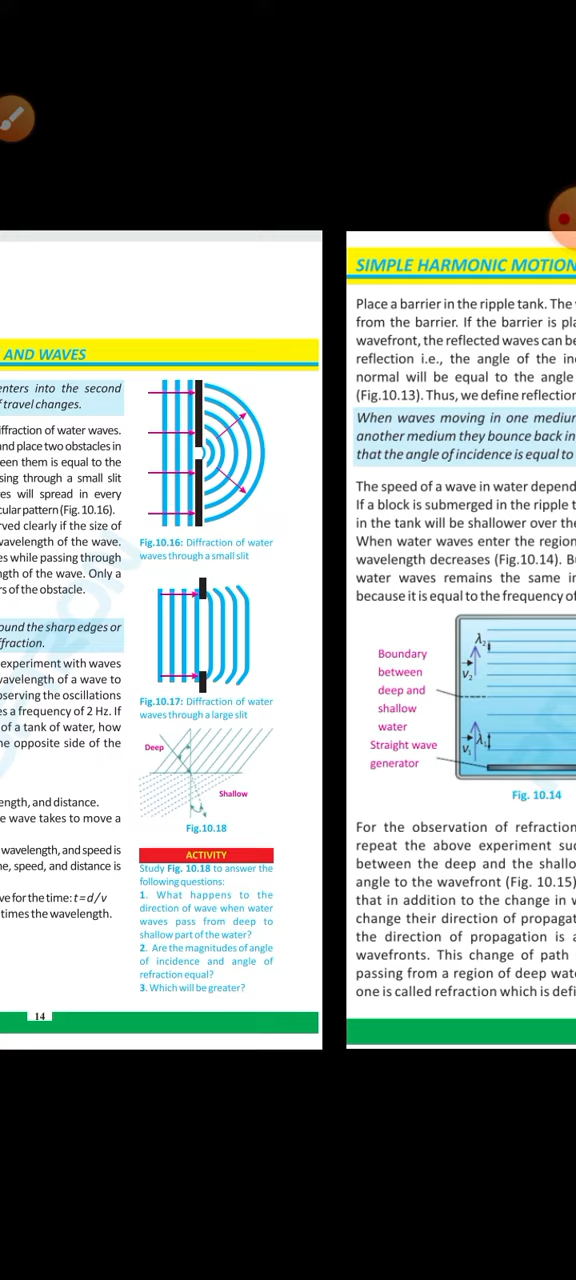 AND WAVES
enters into the second
f travel changes.
iffraction of water waves.
and place two obstacles in
een them is equal to the
sing through a small slit
es will spread in every
cular pattern (Fig.10.16).
rved clearly if the size of
wavelength of the wave.
es while passing through
ngth of the wave. Only a
rs of the obstacle.
ound the sharp edges or
ffraction.
experiment with waves
wavelength of a wave to
bserving the oscillations
es a frequency of 2 Hz. If
of a tank of water, how
he opposite side of the
ength, and distance.
e wave takes to move a
wavelength, and speed is
ne, speed, and distance is
ve for the time: t = d / v
times the wavelength.
Fig.10.16: Diffraction of water
waves through a small slit
Fig.10.17: Diffraction of water
waves through a large slit
Deep
Shallow
Fig.10.18
ACTIVITY
Study Fig. 10.18 to answer the
following questions:
1. What happens to the
direction of wave when water
waves pass from deep to
shallow part of the water?
2. Are the magnitudes of angle
of incidence and angle of
refraction equal?
3. Which will be greater?
14
SIMPLE HARMONIC MOTION
Place a barrier in the ripple tank. The
from the barrier. If the barrier is pla
wavefront, the reflected waves can be
reflection i.e., the angle of the inc
normal will be equal to the angle
(Fig.10.13). Thus, we define reflection
When waves moving in one medium
another medium they bounce back in
that the angle of incidence is equal to
The speed of a wave in water depend
If a block is submerged in the ripple t
in the tank will be shallower over the
When water waves enter the region
wavelength decreases (Fig.10.14). Bu
water waves remains the same in
because it is equal to the frequency of
Boundary
between
deep and
shallow
water
Straight wave
generator
λ₂
v₂
λ₁
v₁
Fig. 10.14
For the observation of refraction
repeat the above experiment suc
between the deep and the shallo
angle to the wavefront (Fig. 10.15)
that in addition to the change in w
change their direction of propagat
the direction of propagation is a
wavefronts. This change of path
passing from a region of deep wate
one is called refraction which is defi